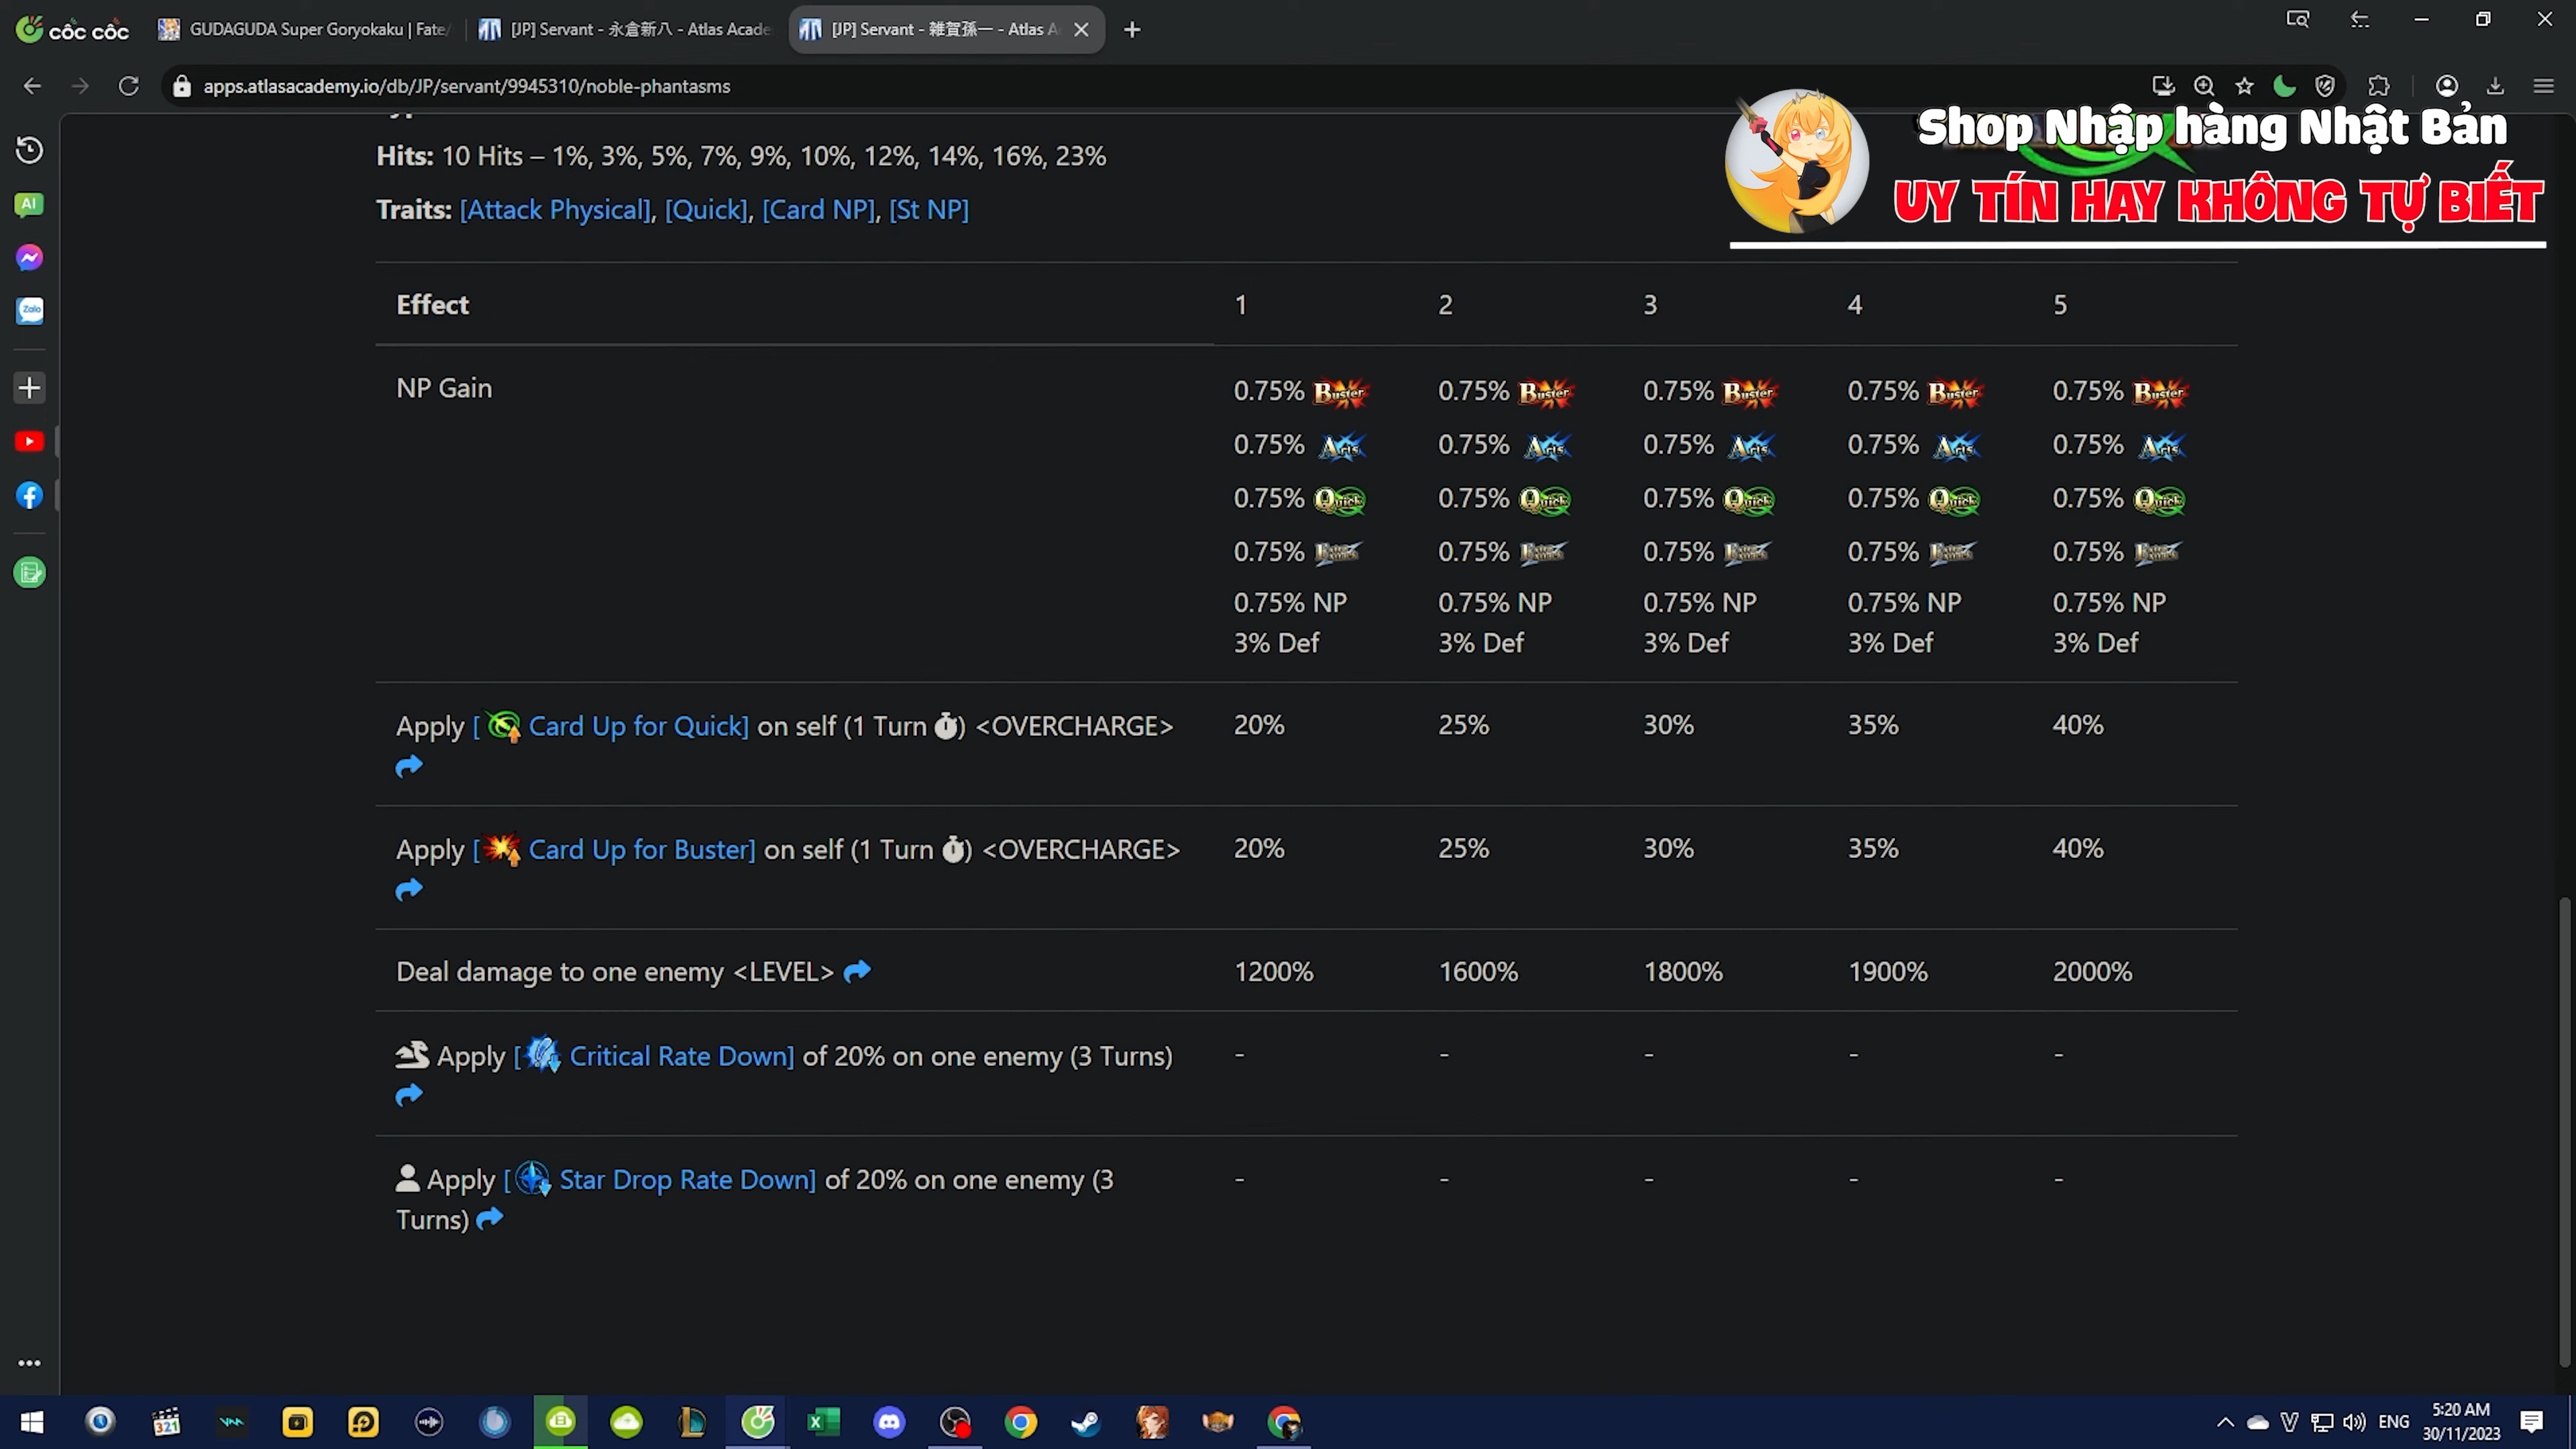 cốc cốc
GUDAGUDA Super Goryokaku | Fate/
[JP] Servant - 永倉新八 - Atlas Acade
[JP] Servant - 雑賀孫一 - Atlas A
apps.atlasacademy.io/db/JP/servant/9945310/noble-phantasms
Shop Nhập hàng Nhật Bản
UY TÍN HAY KHÔNG TỰ BIẾT
AI
Zalo
Hits: 10 Hits – 1%, 3%, 5%, 7%, 9%, 10%, 12%, 14%, 16%, 23%
Traits: [Attack Physical], [Quick], [Card NP], [St NP]
Effect 1 2 3 4 5
NP Gain 0.75% Buster 0.75% Buster 0.75% Buster 0.75% Buster 0.75% Buster
0.75% Arts 0.75% Arts 0.75% Arts 0.75% Arts 0.75% Arts
0.75% Quick 0.75% Quick 0.75% Quick 0.75% Quick 0.75% Quick
0.75% 0.75% 0.75% 0.75% 0.75%
0.75% NP 0.75% NP 0.75% NP 0.75% NP 0.75% NP
3% Def 3% Def 3% Def 3% Def 3% Def
Apply [ Card Up for Quick] on self (1 Turn ) <OVERCHARGE> 20% 25% 30% 35% 40%
Apply [ Card Up for Buster] on self (1 Turn ) <OVERCHARGE> 20% 25% 30% 35% 40%
Deal damage to one enemy <LEVEL> 1200% 1600% 1800% 1900% 2000%
Apply [ Critical Rate Down] of 20% on one enemy (3 Turns) - - - - -
Apply [ Star Drop Rate Down] of 20% on one enemy (3 - - - - -
Turns)
321
ENG
5:20 AM
30/11/2023